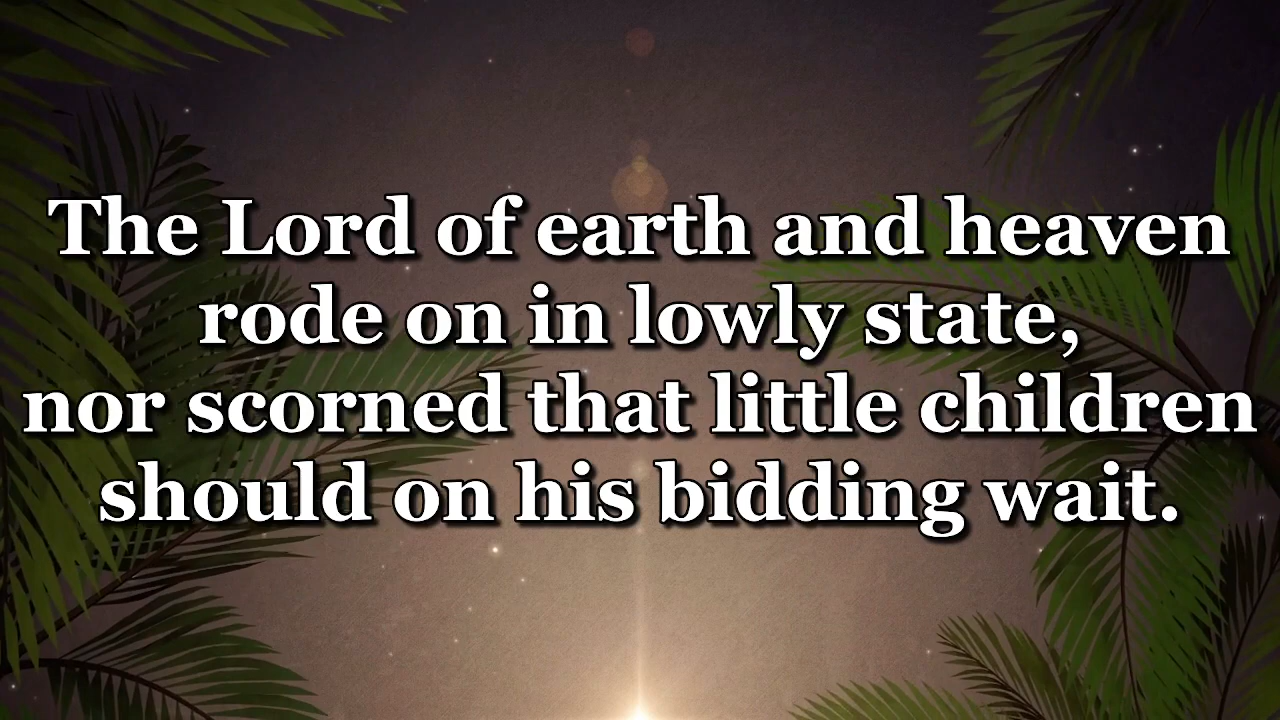 The Lord of earth and heaven
rode on in lowly state,
nor scorned that little children
should on his bidding wait.